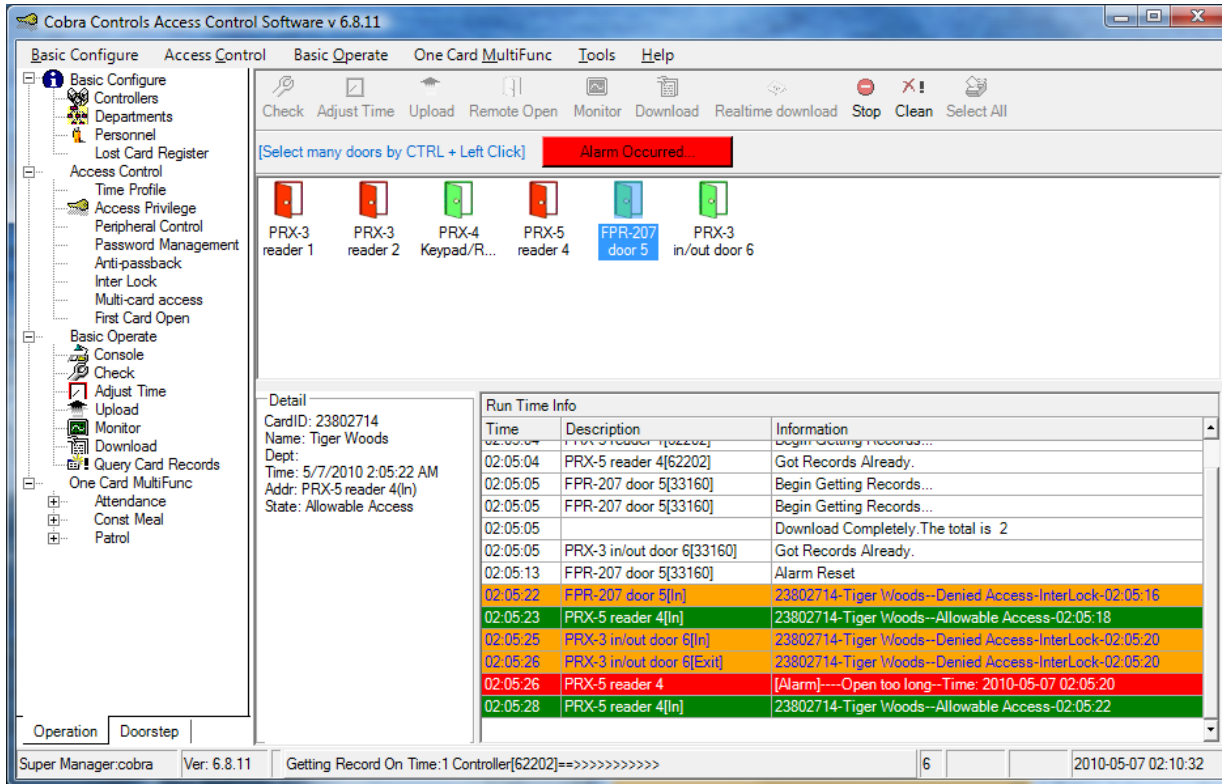 Cobra Controls Access Control Software v 6.8.11
Basic Configure Access Control Basic Operate One Card MultiFunc Tools Help
Basic Configure
Controllers
Departments
Personnel
Lost Card Register
Access Control
Time Profile
Access Privilege
Peripheral Control
Password Management
Anti-passback
Inter Lock
Multi-card access
First Card Open
Basic Operate
Console
Check
Adjust Time
Upload
Monitor
Download
Query Card Records
One Card MultiFunc
Attendance
Const Meal
Patrol
Operation Doorstep
Check Adjust Time Upload Remote Open Monitor Download Realtime download Stop Clean Select All
[Select many doors by CTRL + Left Click] Alarm Occurred...
PRX-3 PRX-3 PRX-4 PRX-5 FPR-207 PRX-3
reader 1 reader 2 Keypad/R... reader 4 door 5 in/out door 6
Detail
CardID: 23802714
Name: Tiger Woods
Dept:
Time: 5/7/2010 2:05:22 AM
Addr: PRX-5 reader 4(In)
State: Allowable Access
Run Time Info
Time Description Information
02:05:04 PRX-5 reader 4[62202] Got Records Already.
02:05:05 FPR-207 door 5[33160] Begin Getting Records...
02:05:05 FPR-207 door 5[33160] Begin Getting Records...
02:05:05 Download Completely.The total is 2
02:05:05 PRX-3 in/out door 6[33160] Got Records Already.
02:05:13 FPR-207 door 5[33160] Alarm Reset
02:05:22 FPR-207 door 5[In] 23802714-Tiger Woods--Denied Access-InterLock-02:05:16
02:05:23 PRX-5 reader 4[In] 23802714-Tiger Woods--Allowable Access-02:05:18
02:05:25 PRX-3 in/out door 6[In] 23802714-Tiger Woods--Denied Access-InterLock-02:05:20
02:05:26 PRX-3 in/out door 6[Exit] 23802714-Tiger Woods--Denied Access-InterLock-02:05:20
02:05:26 PRX-5 reader 4 [Alarm]----Open too long--Time: 2010-05-07 02:05:20
02:05:28 PRX-5 reader 4[In] 23802714-Tiger Woods--Allowable Access-02:05:22
Super Manager:cobra Ver: 6.8.11 Getting Record On Time:1 Controller[62202]==>>>>>>>>>>> 6 2010-05-07 02:10:32